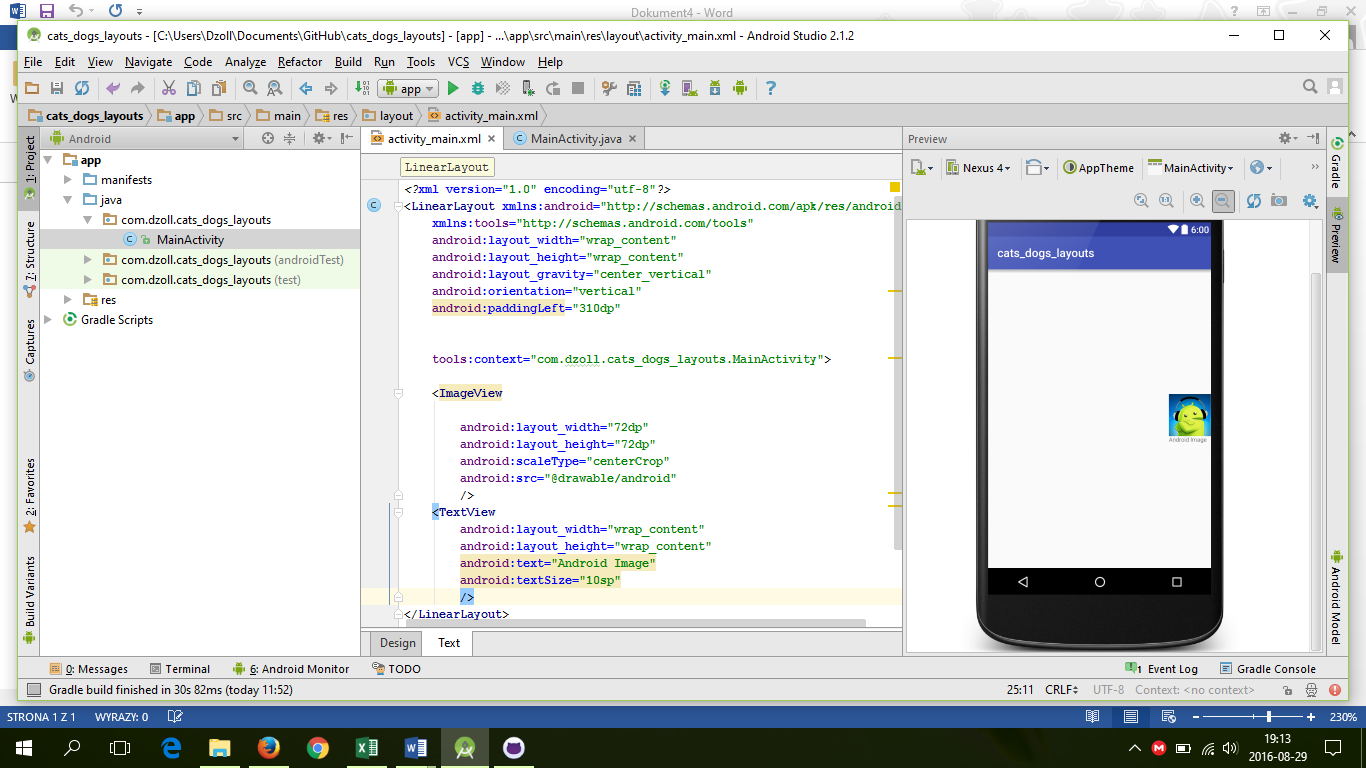 Dokument4 - Word
cats_dogs_layouts - [C:\Users\Dzoll\Documents\GitHub\cats_dogs_layouts] - [app] - ...\app\src\main\res\layout\activity_main.xml - Android Studio 2.1.2
File Edit View Navigate Code Analyze Refactor Build Run Tools VCS Window Help
app
cats_dogs_layouts app src main res layout activity_main.xml
1: Project
7: Structure
Captures
2: Favorites
Build Variants
Android
app
manifests
java
com.dzoll.cats_dogs_layouts
MainActivity
com.dzoll.cats_dogs_layouts (androidTest)
com.dzoll.cats_dogs_layouts (test)
res
Gradle Scripts
activity_main.xml MainActivity.java
LinearLayout
<?xml version="1.0" encoding="utf-8"?>
<LinearLayout xmlns:android="http://schemas.android.com/apk/res/android
xmlns:tools="http://schemas.android.com/tools"
android:layout_width="wrap_content"
android:layout_height="wrap_content"
android:layout_gravity="center_vertical"
android:orientation="vertical"
android:paddingLeft="310dp"
tools:context="com.dzoll.cats_dogs_layouts.MainActivity">
<ImageView
android:layout_width="72dp"
android:layout_height="72dp"
android:scaleType="centerCrop"
android:src="@drawable/android"
/>
<TextView
android:layout_width="wrap_content"
android:layout_height="wrap_content"
android:text="Android Image"
android:textSize="10sp"
/>
</LinearLayout>
Design Text
Preview
Nexus 4 AppTheme MainActivity
6:00
cats_dogs_layouts
Android Image
Gradle
Preview
Android Model
0: Messages Terminal 6: Android Monitor TODO 1 Event Log Gradle Console
Gradle build finished in 30s 82ms (today 11:52) 25:11 CRLF UTF-8 Context: <no context>
STRONA 1 Z 1 WYRAZY: 0 230%
19:13
2016-08-29